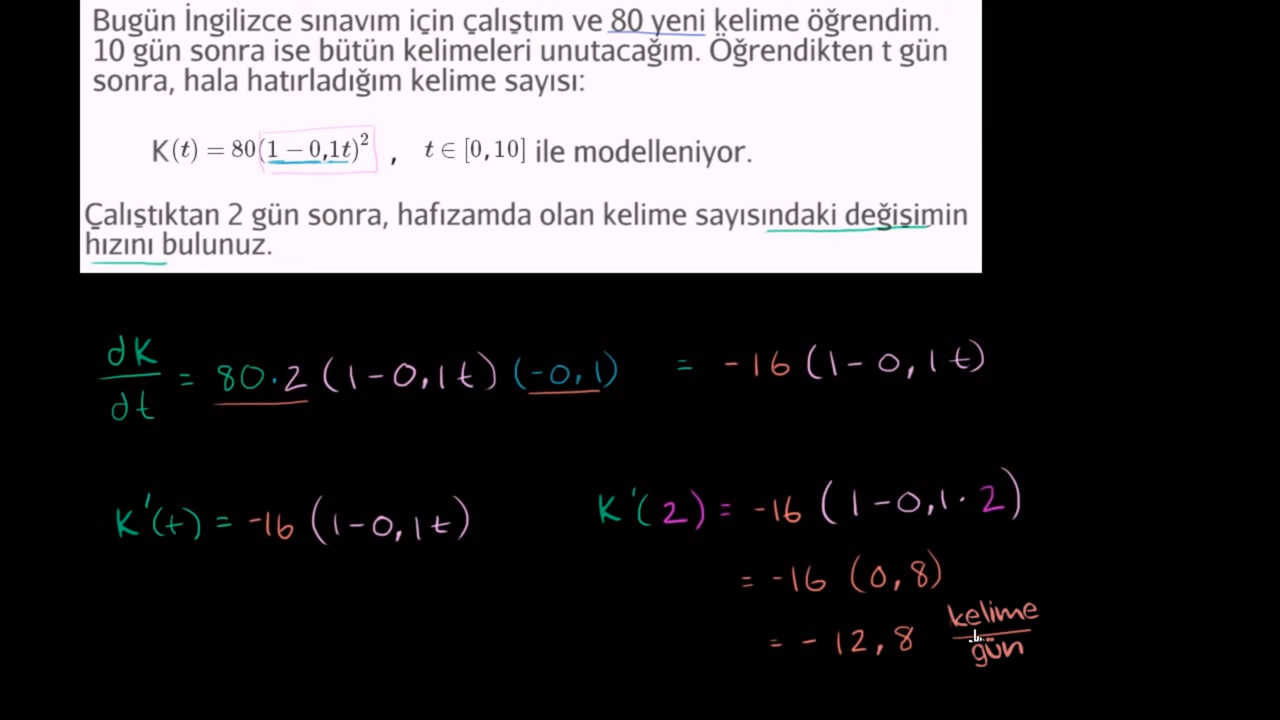 Bugün İngilizce sınavım için çalıştım ve 80 yeni kelime öğrendim.
10 gün sonra ise bütün kelimeleri unutacağım. Öğrendikten t gün
sonra, hala hatırladığım kelime sayısı:
K(t) = 80(1 − 0,1t)² , t ∈ [0, 10] ile modelleniyor.
Çalıştıktan 2 gün sonra, hafızamda olan kelime sayısındaki değişimin
hızını bulunuz.
dK/dt = 80·2 (1-0,1t) (-0,1) = -16 (1-0,1t)
K'(t) = -16 (1-0,1t)
K'(2) = -16 (1-0,1·2)
= -16 (0,8)
= -12,8 kelime/gün